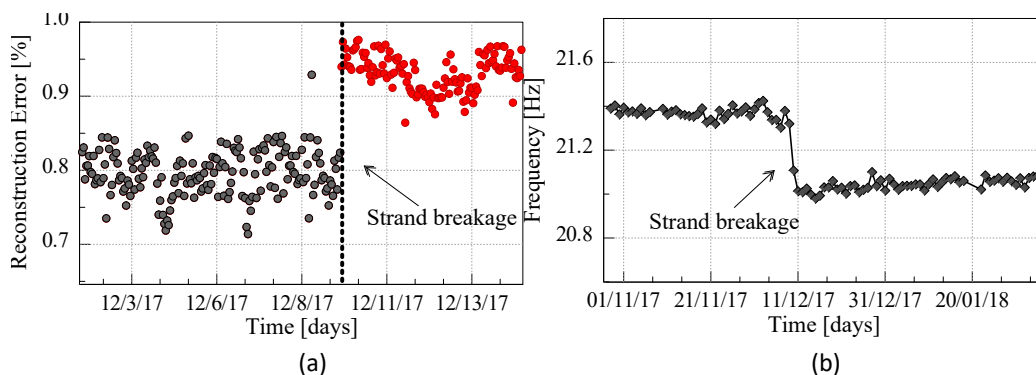 (a)
1.0
0.9
0.8
0.7
Reconstruction Error [%]
Strand breakage
12/3/17 12/6/17 12/8/17 12/11/17 12/13/17
Time [days]
(b)
21.6
21.2
20.8
Frequency [Hz]
Strand breakage
01/11/17 21/11/17 11/12/17 31/12/17 20/01/18
Time [days]
(a)
(b)